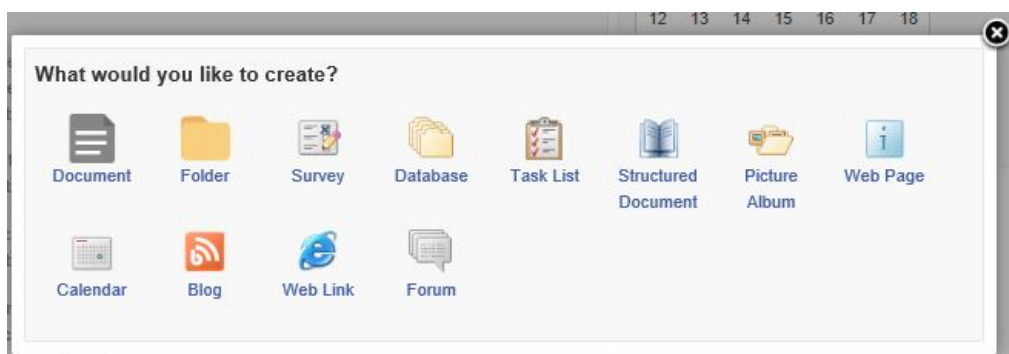 12 13 14 15 16 17 18
What would you like to create?
Document Folder Survey Database Task List Structured Document Picture Album Web Page
Calendar Blog Web Link Forum